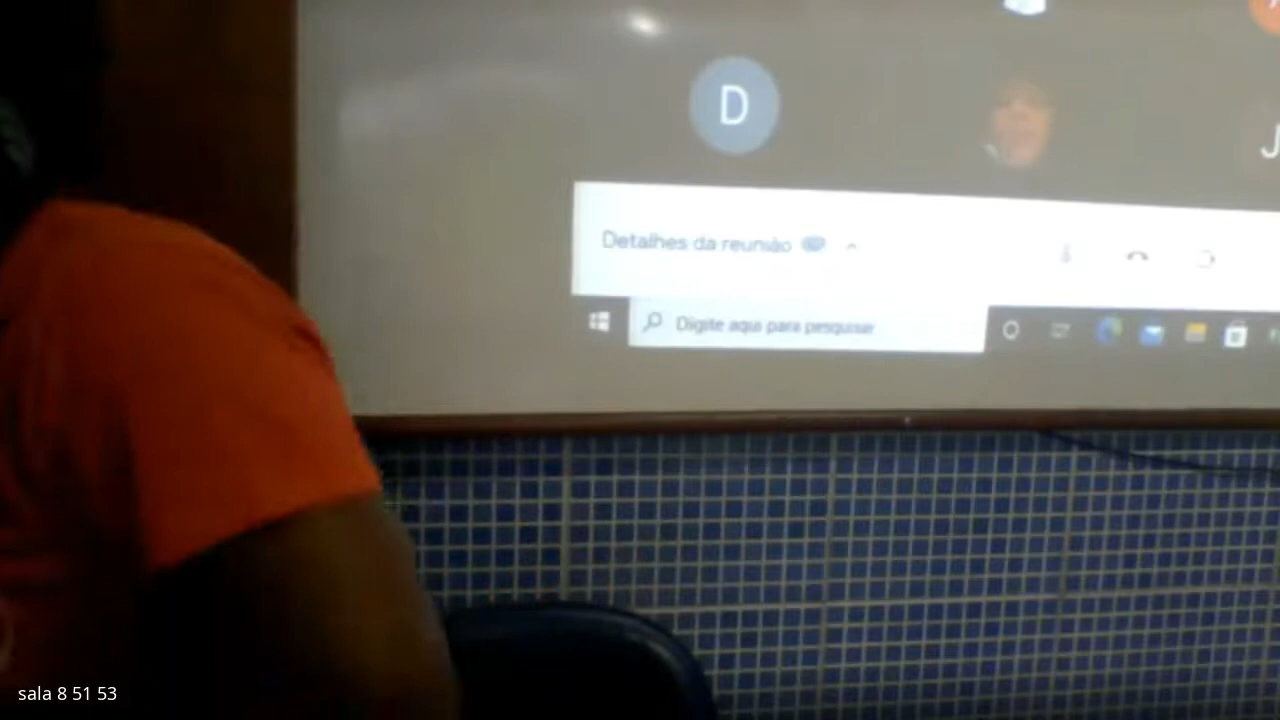 D
J
Detalhes da reunião
Digite aqui para pesquisar
sala 8 51 53